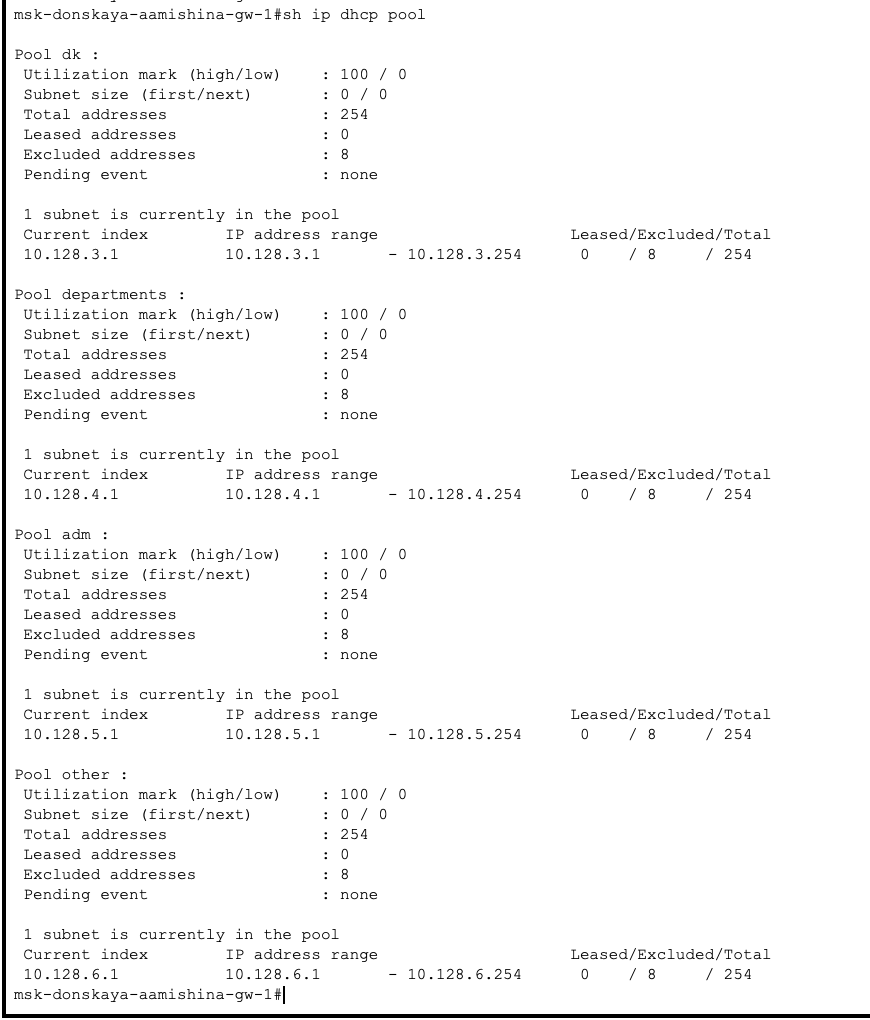 msk-donskaya-aamishina-gw-1#sh ip dhcp pool
Pool dk :
Utilization mark (high/low) : 100 / 0
Subnet size (first/next) : 0 / 0
Total addresses : 254
Leased addresses : 0
Excluded addresses : 8
Pending event : none
1 subnet is currently in the pool
Current index IP address range Leased/Excluded/Total
10.128.3.1 10.128.3.1 - 10.128.3.254 0 / 8 / 254
Pool departments :
Utilization mark (high/low) : 100 / 0
Subnet size (first/next) : 0 / 0
Total addresses : 254
Leased addresses : 0
Excluded addresses : 8
Pending event : none
1 subnet is currently in the pool
Current index IP address range Leased/Excluded/Total
10.128.4.1 10.128.4.1 - 10.128.4.254 0 / 8 / 254
Pool adm :
Utilization mark (high/low) : 100 / 0
Subnet size (first/next) : 0 / 0
Total addresses : 254
Leased addresses : 0
Excluded addresses : 8
Pending event : none
1 subnet is currently in the pool
Current index IP address range Leased/Excluded/Total
10.128.5.1 10.128.5.1 - 10.128.5.254 0 / 8 / 254
Pool other :
Utilization mark (high/low) : 100 / 0
Subnet size (first/next) : 0 / 0
Total addresses : 254
Leased addresses : 0
Excluded addresses : 8
Pending event : none
1 subnet is currently in the pool
Current index IP address range Leased/Excluded/Total
10.128.6.1 10.128.6.1 - 10.128.6.254 0 / 8 / 254
msk-donskaya-aamishina-gw-1#